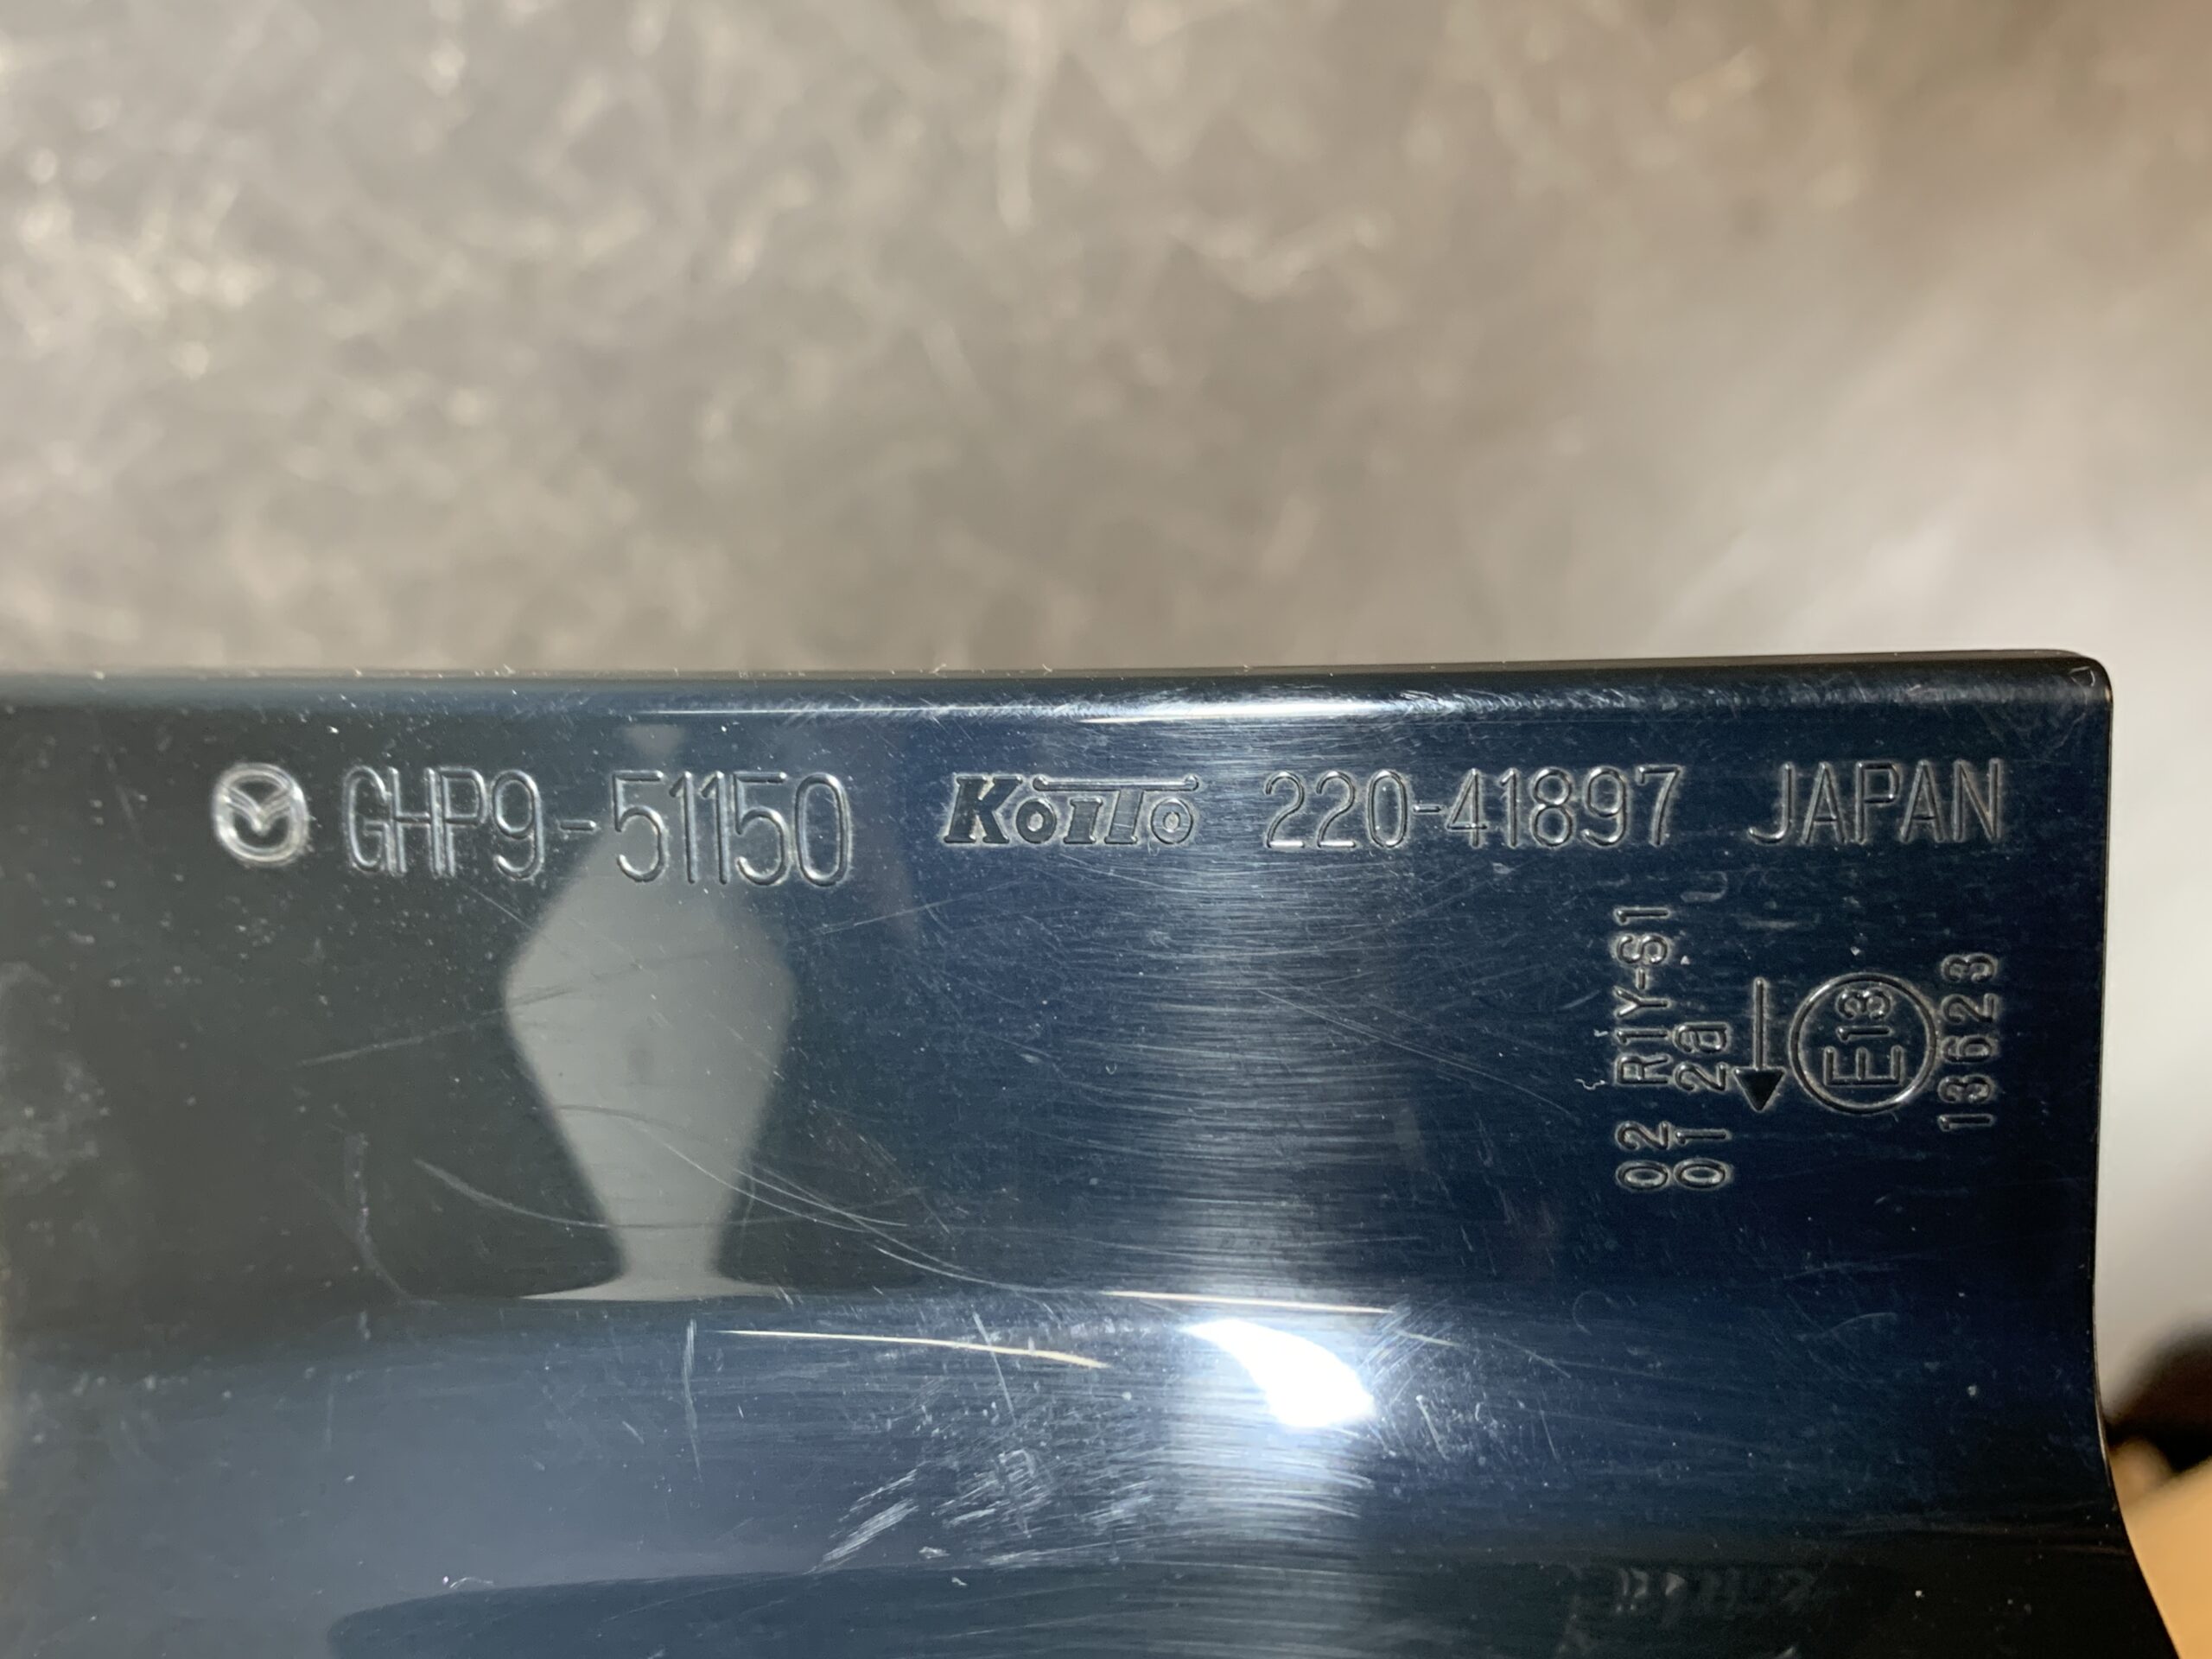 GHP9-51150 KOITO 220-41897 JAPAN
02 R1Y-S1
01 2a
E13
13623